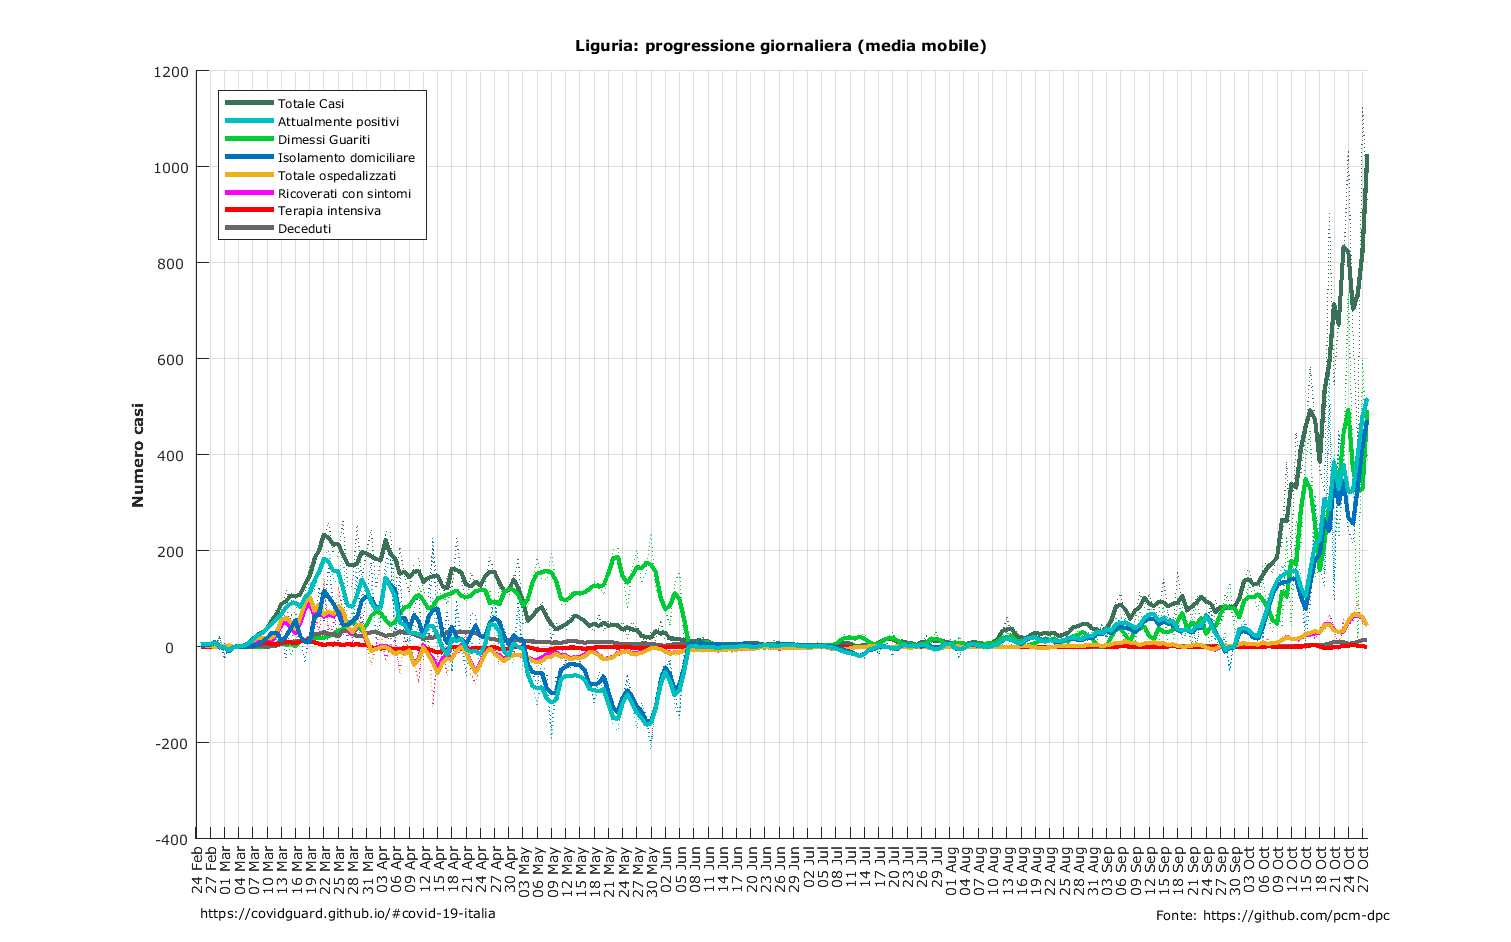 Liguria: progressione giornaliera (media mobile)
1200
1000
800
600
400
200
0
-200
-400
Numero casi
Totale Casi
Attualmente positivi
Dimessi Guariti
Isolamento domiciliare
Totale ospedalizzati
Ricoverati con sintomi
Terapia intensiva
Deceduti
24 Feb
27 Feb
01 Mar
04 Mar
07 Mar
10 Mar
13 Mar
16 Mar
19 Mar
22 Mar
25 Mar
28 Mar
31 Mar
03 Apr
06 Apr
09 Apr
12 Apr
15 Apr
18 Apr
21 Apr
24 Apr
27 Apr
30 Apr
03 May
06 May
09 May
12 May
15 May
18 May
21 May
24 May
27 May
30 May
02 Jun
05 Jun
08 Jun
11 Jun
14 Jun
17 Jun
20 Jun
23 Jun
26 Jun
29 Jun
02 Jul
05 Jul
08 Jul
11 Jul
14 Jul
17 Jul
20 Jul
23 Jul
26 Jul
29 Jul
01 Aug
04 Aug
07 Aug
10 Aug
13 Aug
16 Aug
19 Aug
22 Aug
25 Aug
28 Aug
31 Aug
03 Sep
06 Sep
09 Sep
12 Sep
15 Sep
18 Sep
21 Sep
24 Sep
27 Sep
30 Sep
03 Oct
06 Oct
09 Oct
12 Oct
15 Oct
18 Oct
21 Oct
24 Oct
27 Oct
https://covidguard.github.io/#covid-19-italia
Fonte: https://github.com/pcm-dpc